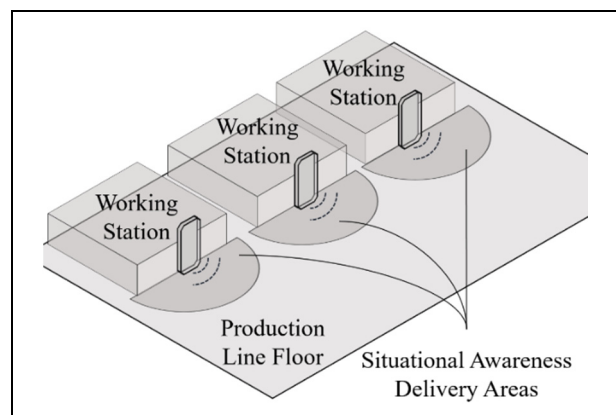 Working
Station
Working
Station
Working
Station
Production
Line Floor
Situational Awareness
Delivery Areas